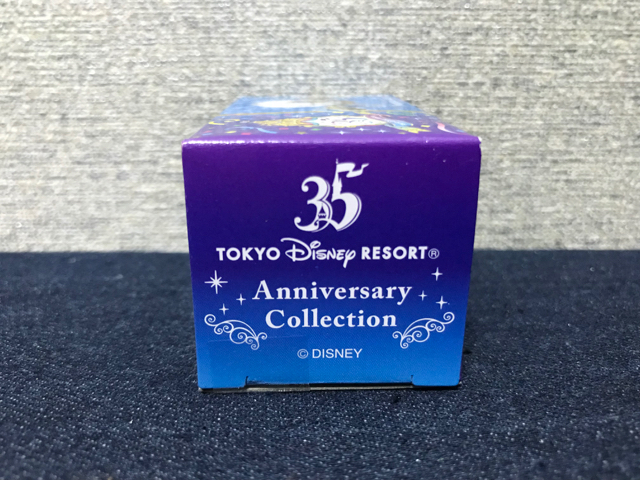 35
TOKYO Disney RESORT®
Anniversary
Collection
© DISNEY